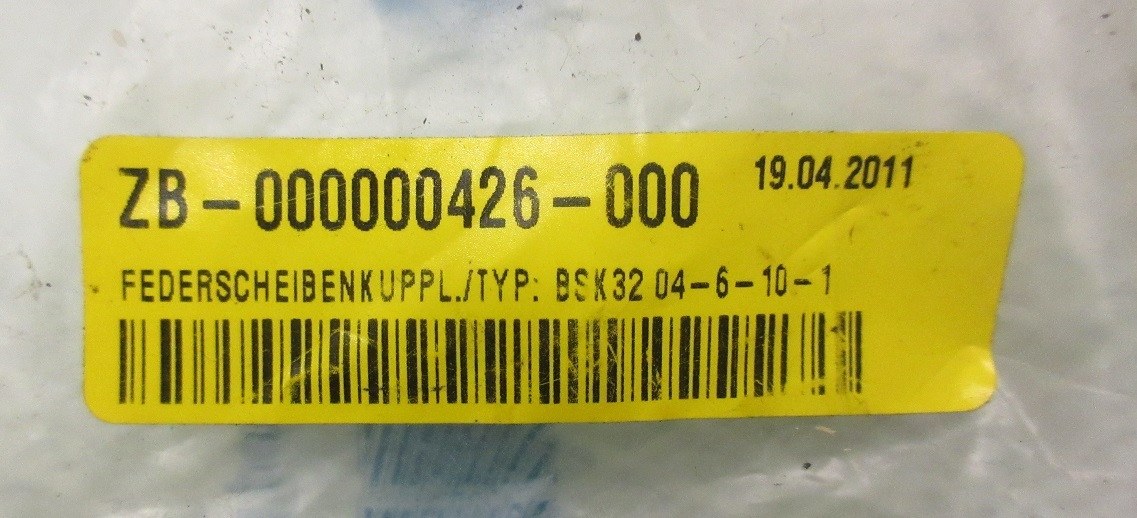 ZB-000000426-000 19.04.2011
FEDERSCHEIBENKUPPL./TYP: BSK32 04-6-10-1